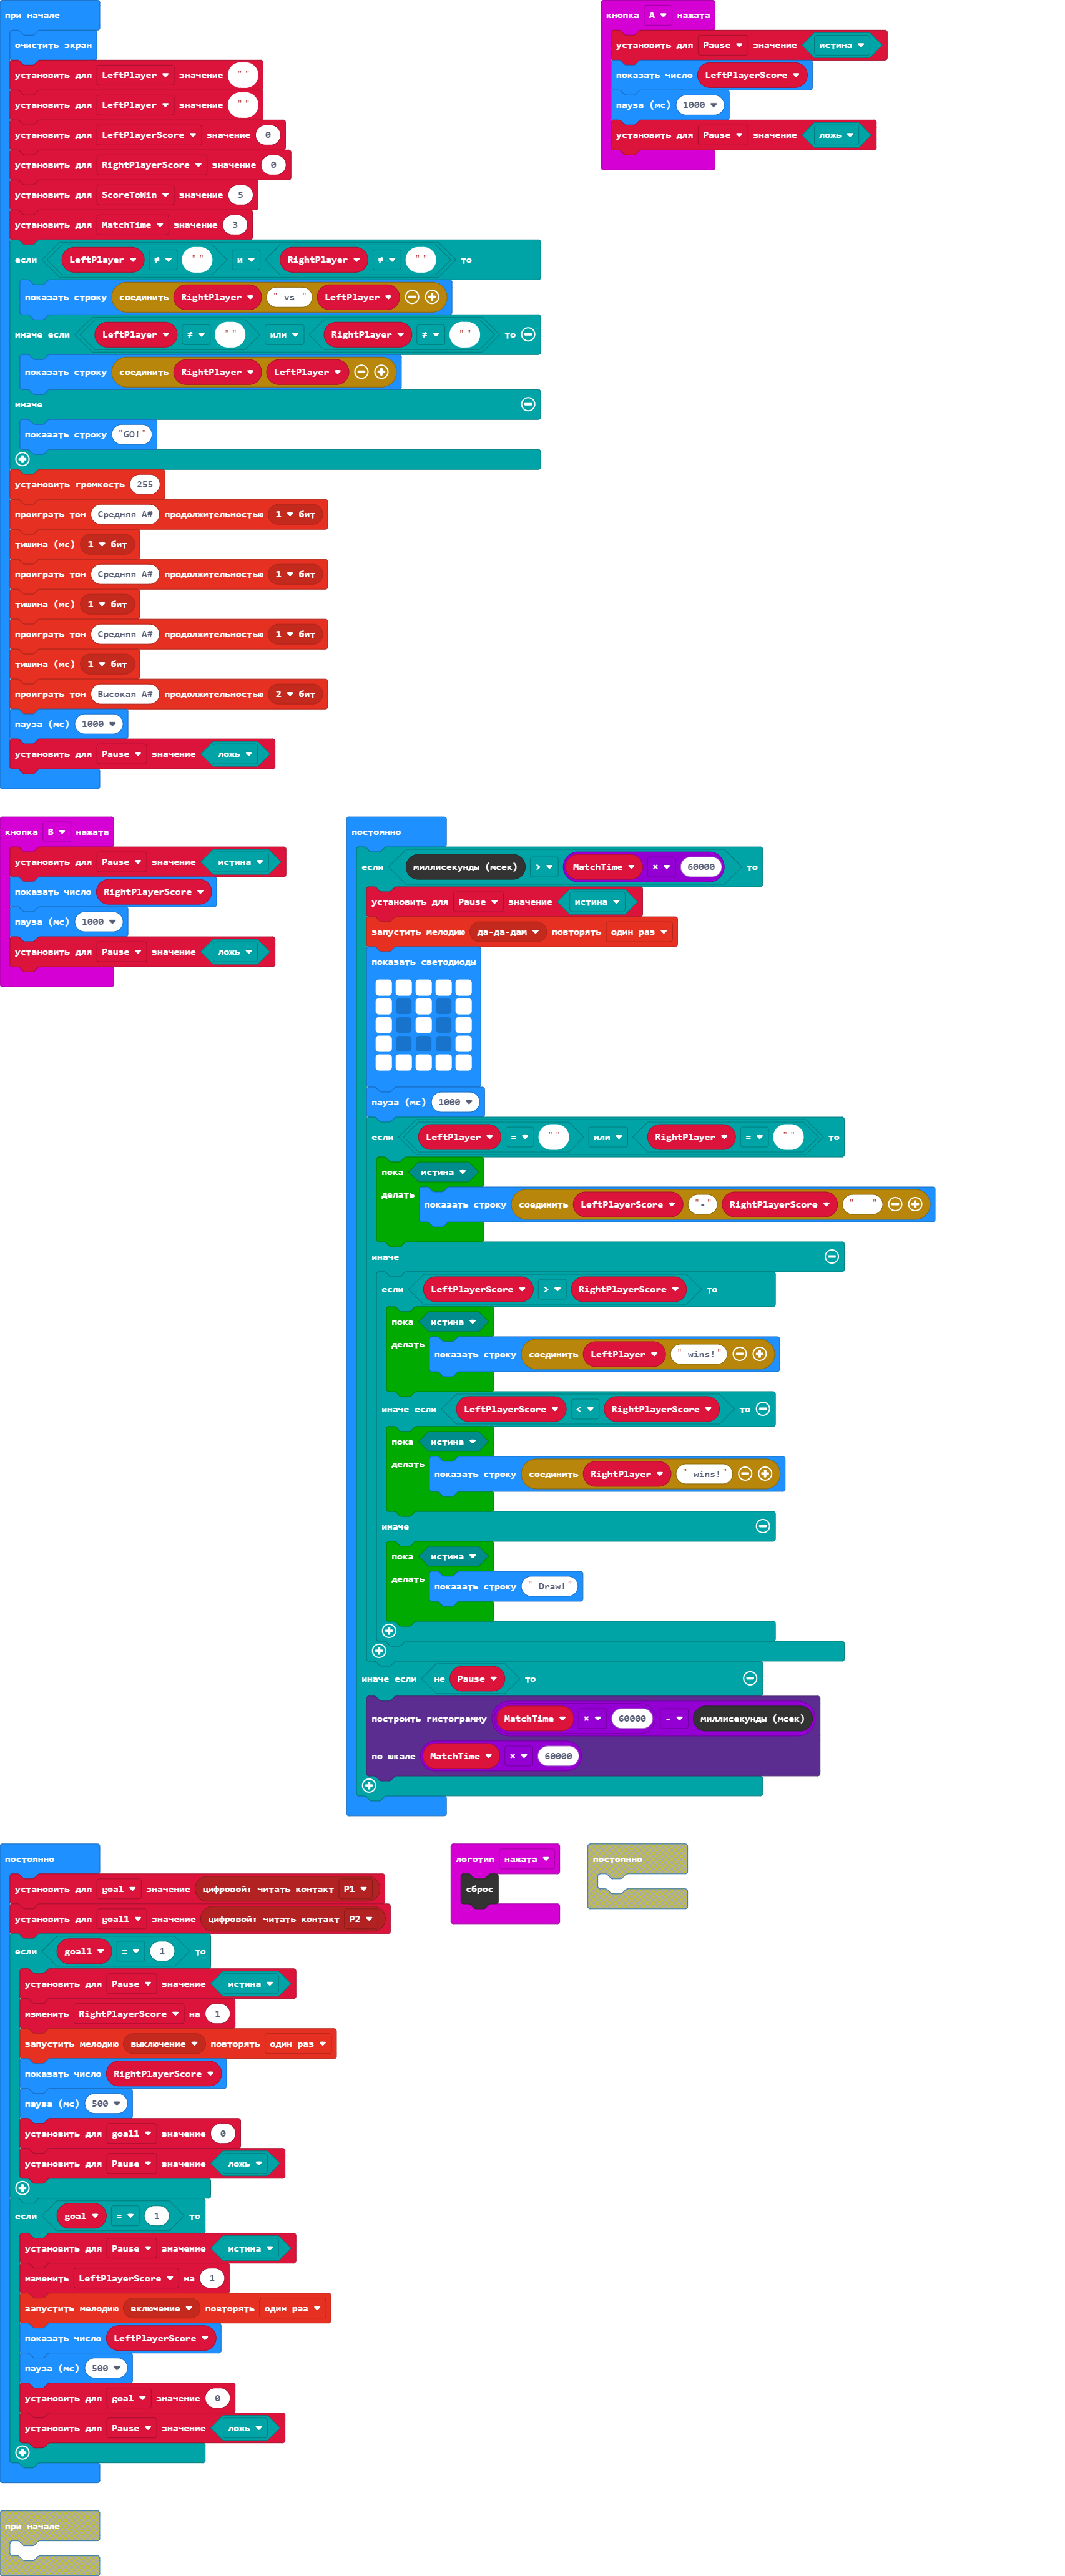 при начале
очистить экран
установить для LeftPlayer значение " "
установить для LeftPlayer значение " "
установить для LeftPlayerScore значение 0
установить для RightPlayerScore значение 0
установить для ScoreToWin значение 5
установить для MatchTime значение 3
если LeftPlayer ≠ " " и RightPlayer ≠ " " то
показать строку соединить RightPlayer " vs " LeftPlayer
иначе если LeftPlayer ≠ " " или RightPlayer ≠ " " то
показать строку соединить RightPlayer LeftPlayer
иначе
показать строку "GO!"
установить громкость 255
проиграть тон Средняя A# продолжительностью 1 бит
тишина (мс) 1 бит
проиграть тон Средняя A# продолжительностью 1 бит
тишина (мс) 1 бит
проиграть тон Средняя A# продолжительностью 1 бит
тишина (мс) 1 бит
проиграть тон Высокая A# продолжительностью 2 бит
пауза (мс) 1000
установить для Pause значение ложь
кнопка A нажата
установить для Pause значение истина
показать число LeftPlayerScore
пауза (мс) 1000
установить для Pause значение ложь
кнопка B нажата
установить для Pause значение истина
показать число RightPlayerScore
пауза (мс) 1000
установить для Pause значение ложь
постоянно
если миллисекунды (мсек) > MatchTime × 60000 то
установить для Pause значение истина
запустить мелодию да-да-дам повторять один раз
показать светодиоды
пауза (мс) 1000
если LeftPlayer = " " или RightPlayer = " " то
пока истина
делать показать строку соединить LeftPlayerScore "-" RightPlayerScore "   "
иначе
если LeftPlayerScore > RightPlayerScore то
пока истина
делать показать строку соединить LeftPlayer " wins!"
иначе если LeftPlayerScore < RightPlayerScore то
пока истина
делать показать строку соединить RightPlayer " wins!"
иначе
пока истина
делать показать строку " Draw!"
иначе если не Pause то
построить гистограмму MatchTime × 60000 - миллисекунды (мсек)
по шкале MatchTime × 60000
постоянно
установить для goal значение цифровой: читать контакт P1
установить для goal1 значение цифровой: читать контакт P2
если goal1 = 1 то
установить для Pause значение истина
изменить RightPlayerScore на 1
запустить мелодию выключение повторять один раз
показать число RightPlayerScore
пауза (мс) 500
установить для goal1 значение 0
установить для Pause значение ложь
если goal = 1 то
установить для Pause значение истина
изменить LeftPlayerScore на 1
запустить мелодию включение повторять один раз
показать число LeftPlayerScore
пауза (мс) 500
установить для goal значение 0
установить для Pause значение ложь
логотип нажата
сброс
постоянно
при начале